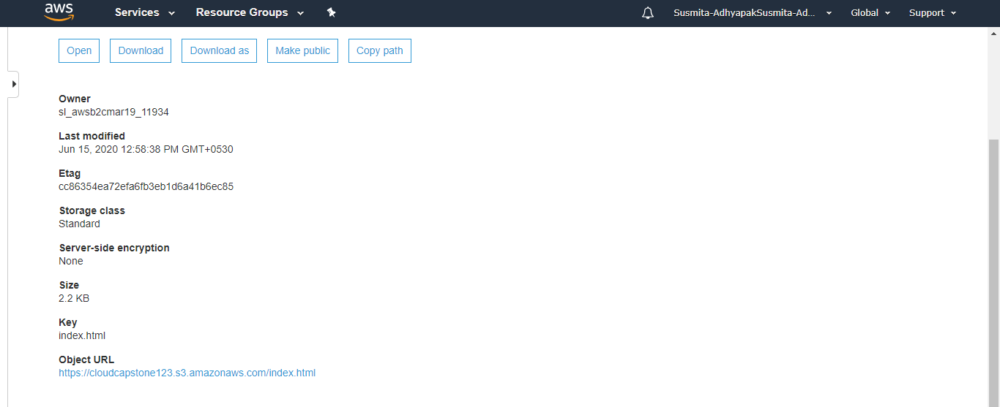 aws Services Resource Groups Susmita-AdhyapakSusmita-Ad... Global Support
Open Download Download as Make public Copy path
Owner
sl_awsb2cmar19_11934
Last modified
Jun 15, 2020 12:58:38 PM GMT+0530
Etag
cc86354ea72efa6fb3eb1d6a41b6ec85
Storage class
Standard
Server-side encryption
None
Size
2.2 KB
Key
index.html
Object URL
https://cloudcapstone123.s3.amazonaws.com/index.html